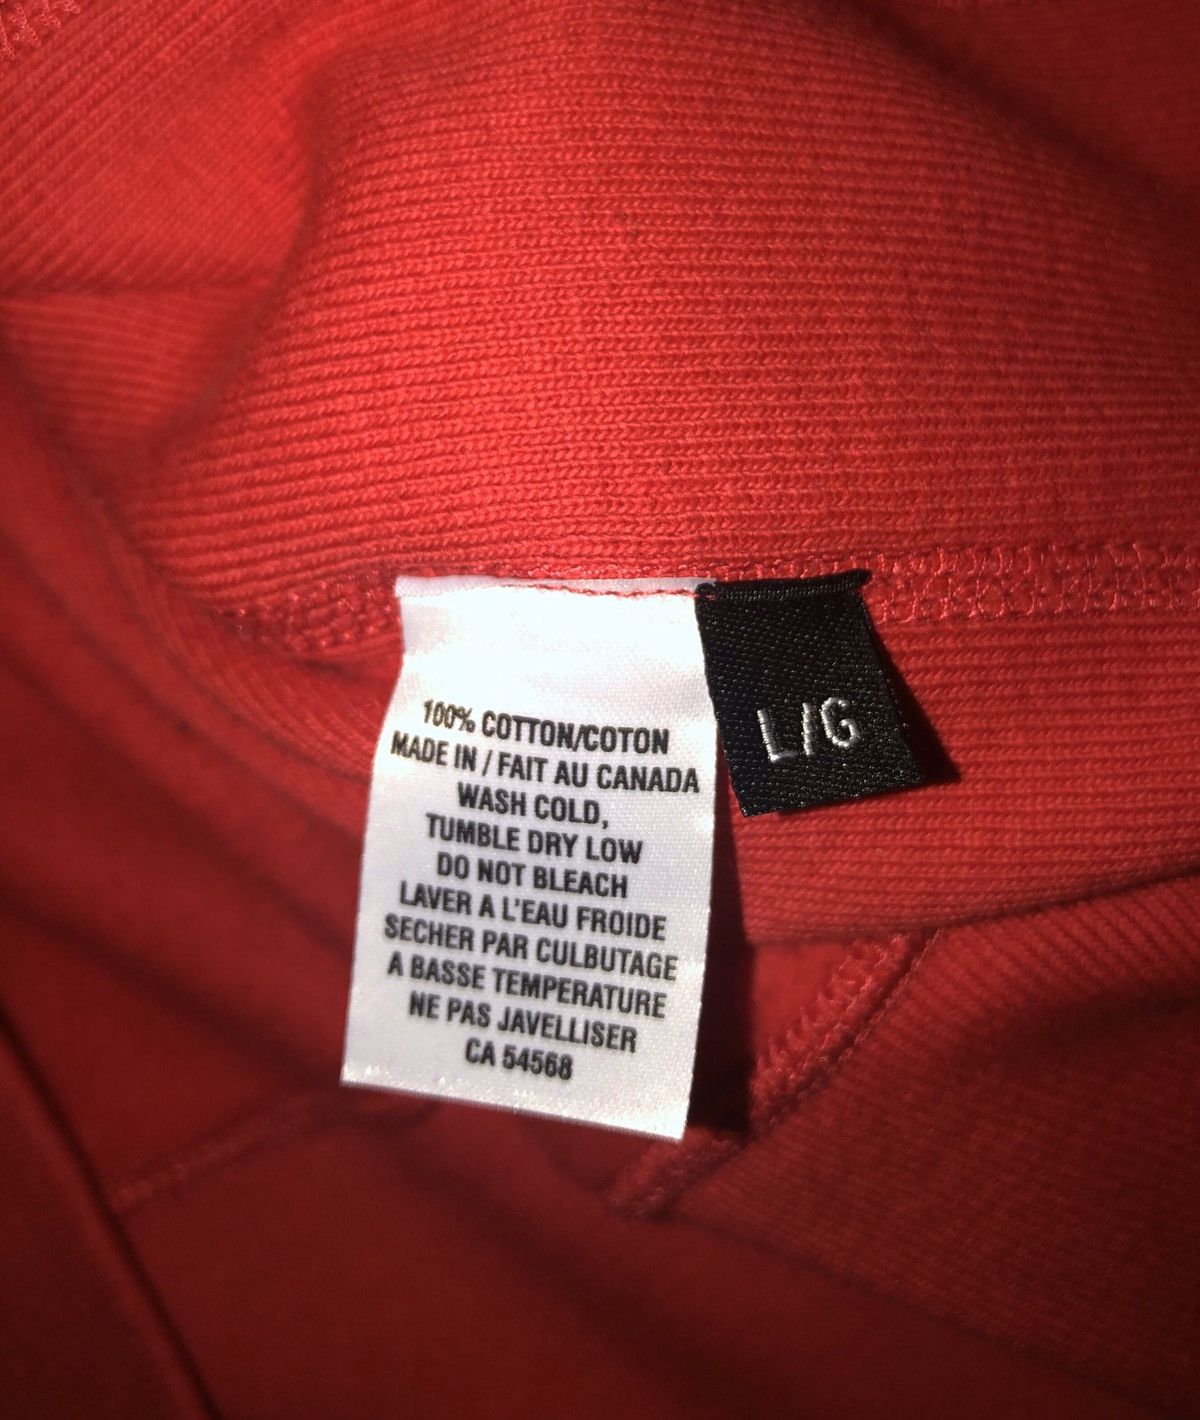 100% COTTON/COTON
MADE IN / FAIT AU CANADA
WASH COLD,
TUMBLE DRY LOW
DO NOT BLEACH
LAVER A L'EAU FROIDE
SECHER PAR CULBUTAGE
A BASSE TEMPERATURE
NE PAS JAVELLISER
CA 54568
L/G